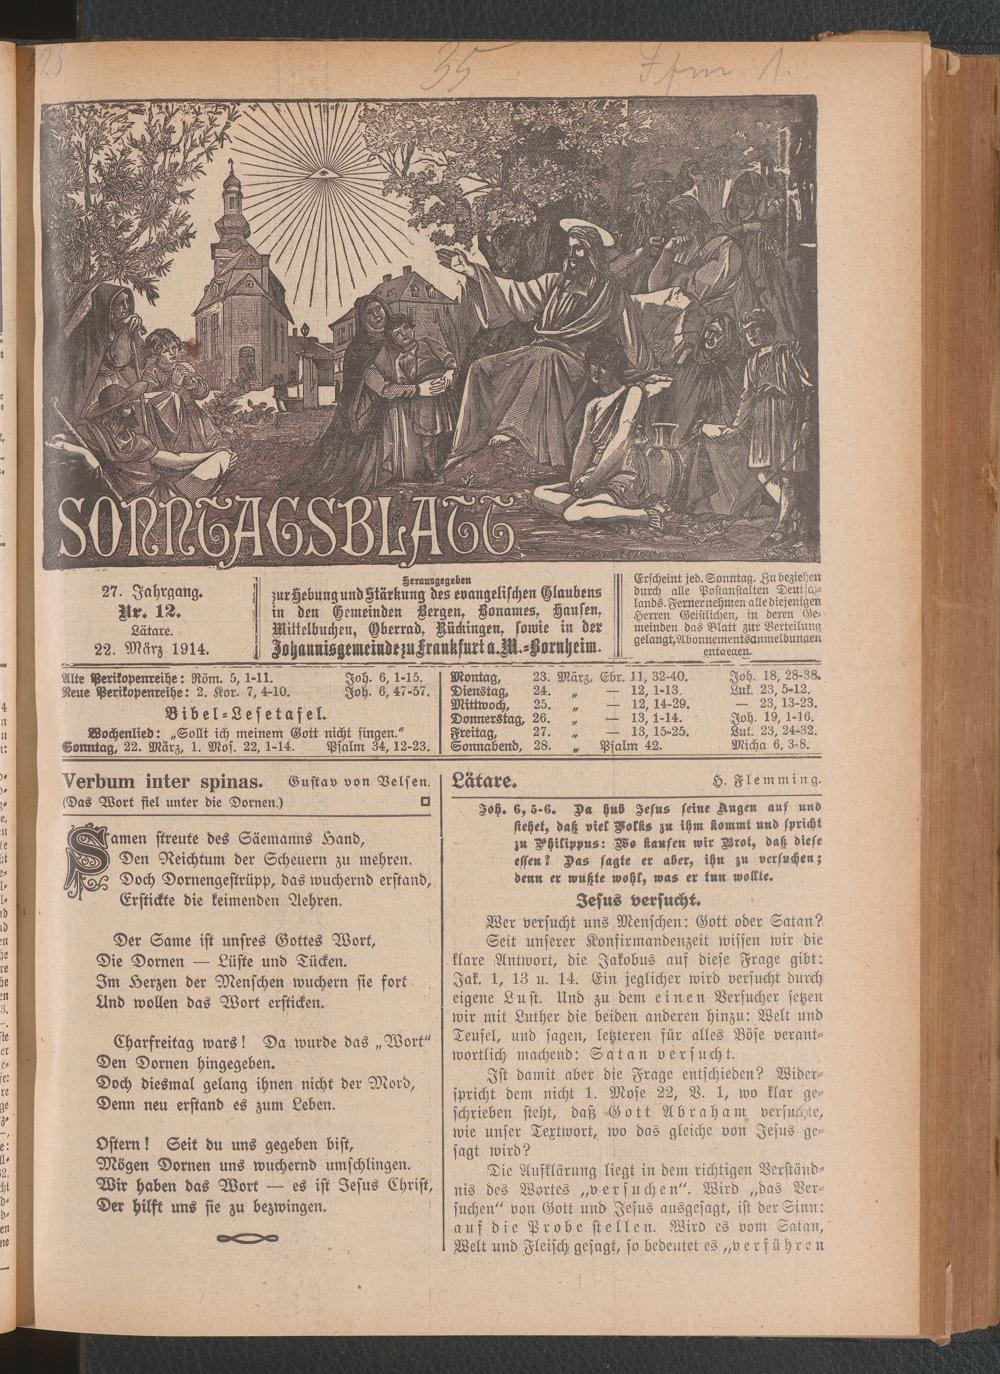 35
SONNTAGSBLATT
27. Jahrgang.
Nr. 12.
Lätare.
22. März 1914.
Herausgegeben
zur Hebung und Stärkung des evangelischen Glaubens
in den Gemeinden Bergen, Bonames, Hausen,
Mittelbuchen, Oberrad, Rückingen, sowie in der
Johannisgemeinde zu Frankfurt a. M.-Bornheim.
Erscheint jed. Sonntag. Zu beziehen
durch alle Postanstalten Deutsch-
lands. Ferner nehmen alle diejenigen
Herren Geistlichen, in deren Ge-
meinden das Blatt zur Verteilung
gelangt, Abonnementsanmeldungen
entgegen.
Alte Perikopenreihe: Röm. 5, 1-11. Joh. 6, 1-15.
Neue Perikopenreihe: 2. Kor. 7, 4-10. Joh. 6, 47-57.
Bibel-Lesetafel.
Wochenlied: „Sollt ich meinem Gott nicht singen.“
Sonntag, 22. März, 1. Mos. 22, 1-14. Psalm 34, 12-23.
Montag, 23. März, Ebr. 11, 32-40. Joh. 18, 28-38.
Dienstag, 24. „ — 12, 1-13. Luk. 23, 5-12.
Mittwoch, 25. „ — 12, 14-29. — 23, 13-23.
Donnerstag, 26. „ — 13, 1-14. Joh. 19, 1-16.
Freitag, 27. „ — 13, 15-25. Luk. 23, 24-32.
Sonnabend, 28. „ Psalm 42. Micha 6, 3-8.
Verbum inter spinas. Gustav von Velsen.
(Das Wort fiel unter die Dornen.)
Samen streute des Säemanns Hand,
Den Reichtum der Scheuern zu mehren.
Doch Dornengestrüpp, das wuchernd erstand,
Erstickte die keimenden Aehren.
Der Same ist unsres Gottes Wort,
Die Dornen — Lüste und Tücken.
Im Herzen der Menschen wuchern sie fort
Und wollen das Wort ersticken.
Charfreitag wars! Da wurde das „Wort“
Den Dornen hingegeben.
Doch diesmal gelang ihnen nicht der Mord,
Denn neu erstand es zum Leben.
Ostern! Seit du uns gegeben bist,
Mögen Dornen uns wuchernd umschlingen.
Wir haben das Wort — es ist Jesus Christ,
Der hilft uns sie zu bezwingen.
Lätare. H. Flemming.
Joh. 6, 5-6. Da hub Jesus seine Augen auf und
siehet, daß viel Volks zu ihm kommt und spricht
zu Philippus: Wo kaufen wir Brot, daß diese
essen? Das sagte er aber, ihn zu versuchen;
denn er wußte wohl, was er tun wollte.
Jesus versucht.
Wer versucht uns Menschen: Gott oder Satan?
Seit unserer Konfirmandenzeit wissen wir die
klare Antwort, die Jakobus auf diese Frage gibt:
Jak. 1, 13 u. 14. Ein jeglicher wird versucht durch
eigene Lust. Und zu dem einen Versucher setzen
wir mit Luther die beiden anderen hinzu: Welt und
Teufel, und sagen, letzteren für alles Böse verant-
wortlich machend: Satan versucht.
Ist damit aber die Frage entschieden? Wider-
spricht dem nicht 1. Mose 22, V. 1, wo klar ge-
schrieben steht, daß Gott Abraham versuchte,
wie unser Textwort, wo das gleiche von Jesus ge-
sagt wird?
Die Aufklärung liegt in dem richtigen Verständ-
nis des Wortes „versuchen“. Wird „das Ver-
suchen“ von Gott und Jesus ausgesagt, ist der Sinn:
auf die Probe stellen. Wird es vom Satan,
Welt und Fleisch gesagt, so bedeutet es „verführen